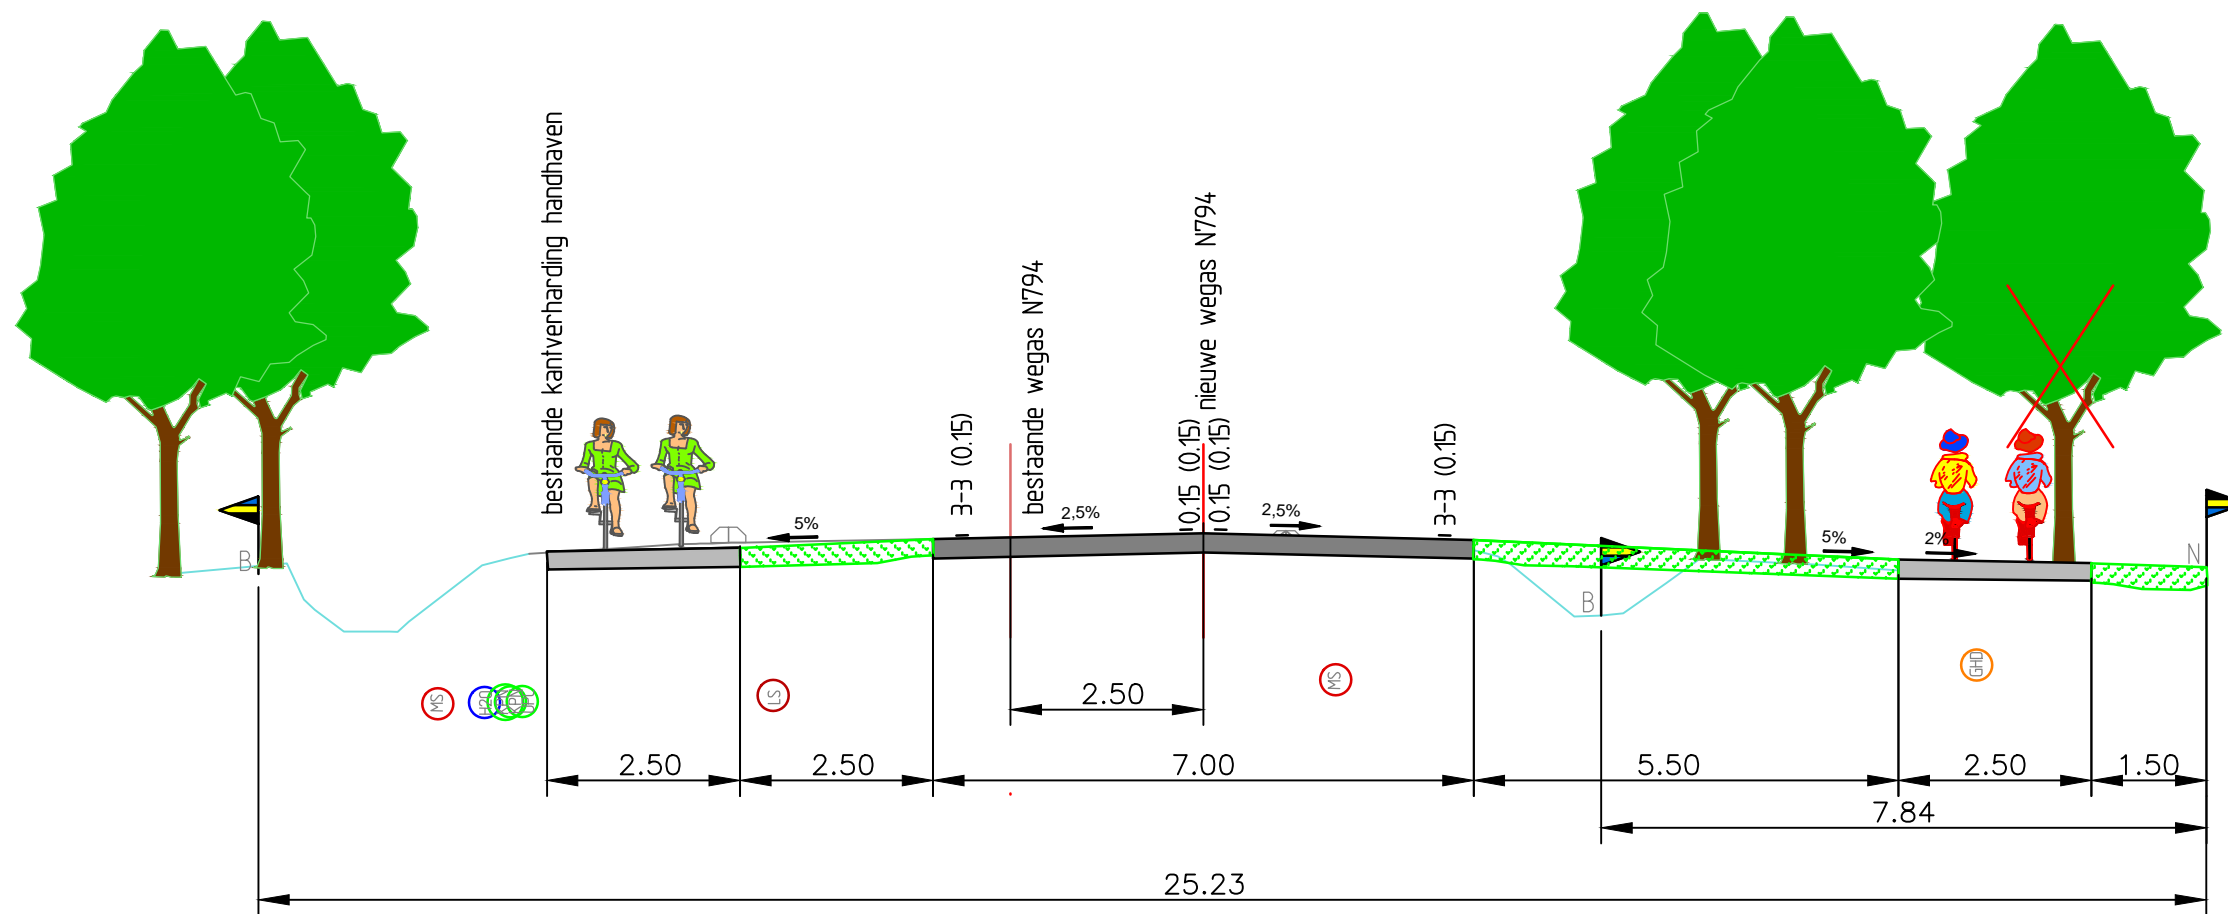 bestaande kantverharding handhaven
3-3 (0.15)
bestaande wegas N794
0.15 (0.15)
0.15 (0.15)
nieuwe wegas N794
3-3 (0.15)
5%
2,5%
2,5%
5%
2%
B
B
N
MS
H2O
LS
MS
GHD
2.50
2.50
2.50
7.00
5.50
2.50
1.50
7.84
25.23